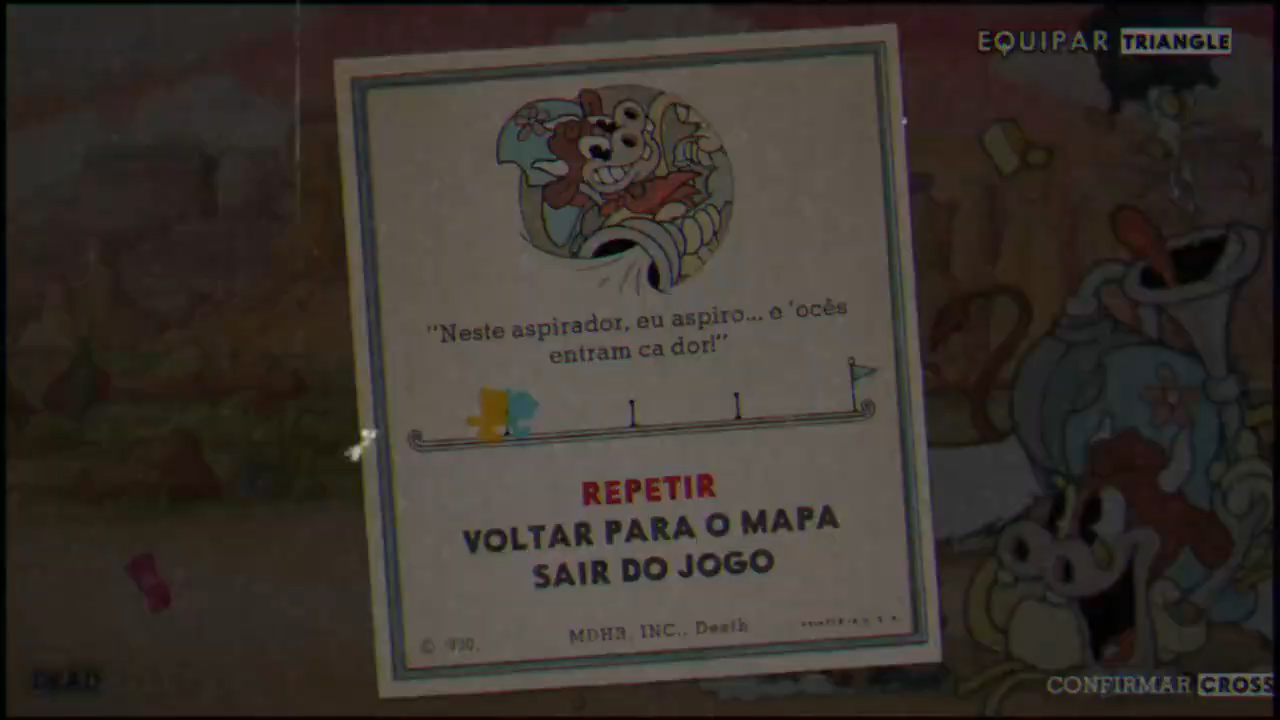 EQUIPAR TRIANGLE
"Neste aspirador, eu aspiro... e 'ocês
entram ca dor!"
REPETIR
VOLTAR PARA O MAPA
SAIR DO JOGO
MDHR, INC., Death
DEAD
CONFIRMAR CROSS